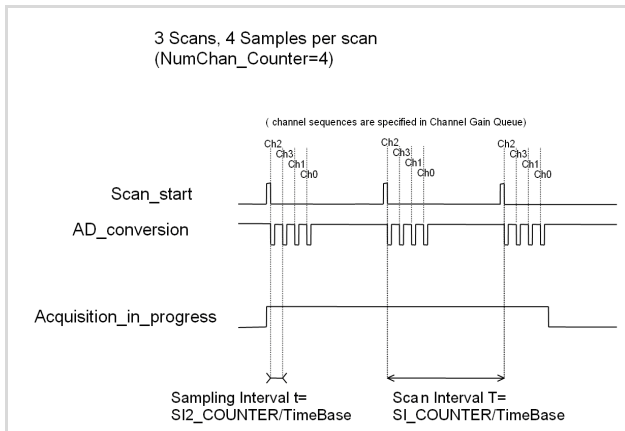 3 Scans, 4 Samples per scan
(NumChan_Counter=4)
( channel sequences are specified in Channel Gain Queue)
Ch2 Ch2 Ch2
Ch3 Ch3 Ch3
Ch1 Ch1 Ch1
Ch0 Ch0 Ch0
Scan_start
AD_conversion
Acquisition_in_progress
Sampling Interval t=
SI2_COUNTER/TimeBase
Scan Interval T=
SI_COUNTER/TimeBase